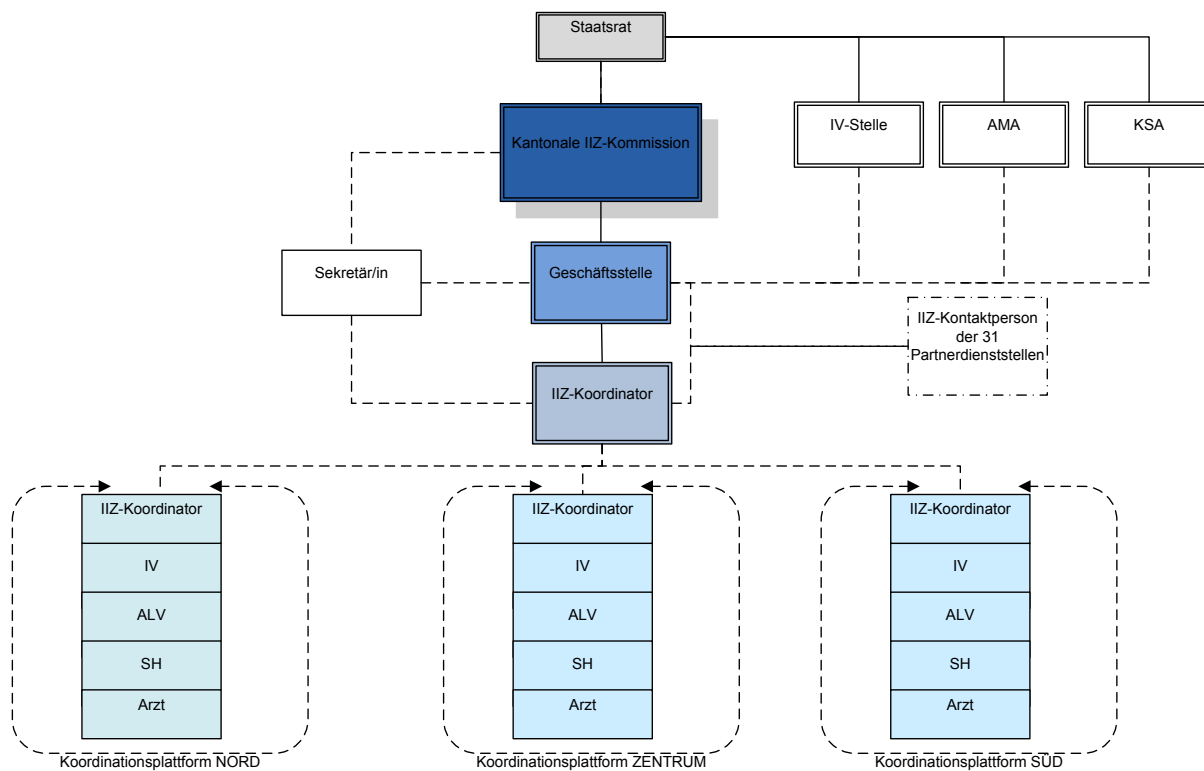 Staatsrat
Kantonale IIZ-Kommission
IV-Stelle
AMA
KSA
Sekretär/in
Geschäftsstelle
IIZ-Kontaktperson
der 31
Partnerdienststellen
IIZ-Koordinator
IIZ-Koordinator
IV
ALV
SH
Arzt
Koordinationsplattform NORD
IIZ-Koordinator
IV
ALV
SH
Arzt
Koordinationsplattform ZENTRUM
IIZ-Koordinator
IV
ALV
SH
Arzt
Koordinationsplattform SÜD